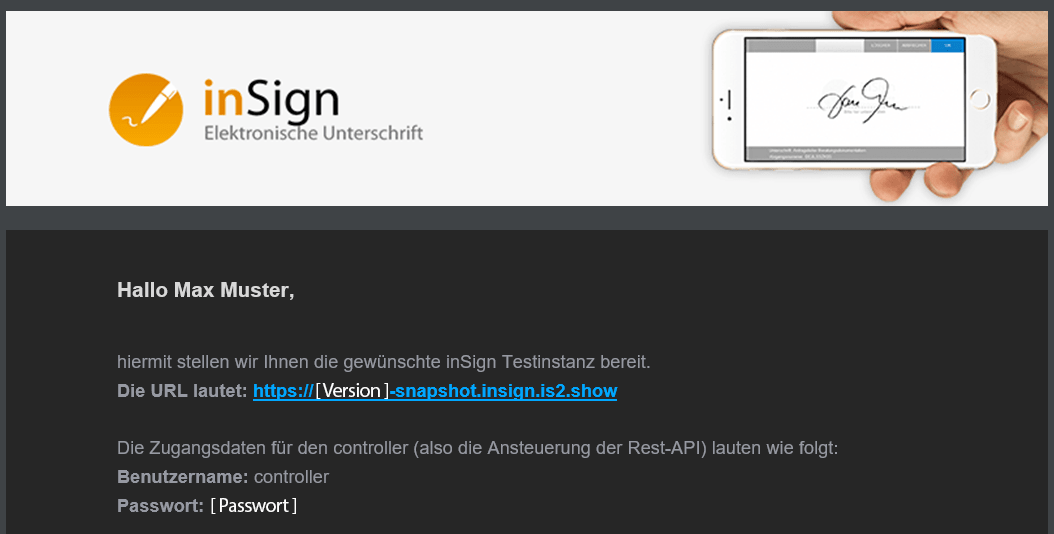 inSign
Elektronische Unterschrift
Hallo Max Muster,
hiermit stellen wir Ihnen die gewünschte inSign Testinstanz bereit.
Die URL lautet: https://[Version]-snapshot.insign.is2.show
Die Zugangsdaten für den controller (also die Ansteuerung der Rest-API) lauten wie folgt:
Benutzername: controller
Passwort: [Passwort]